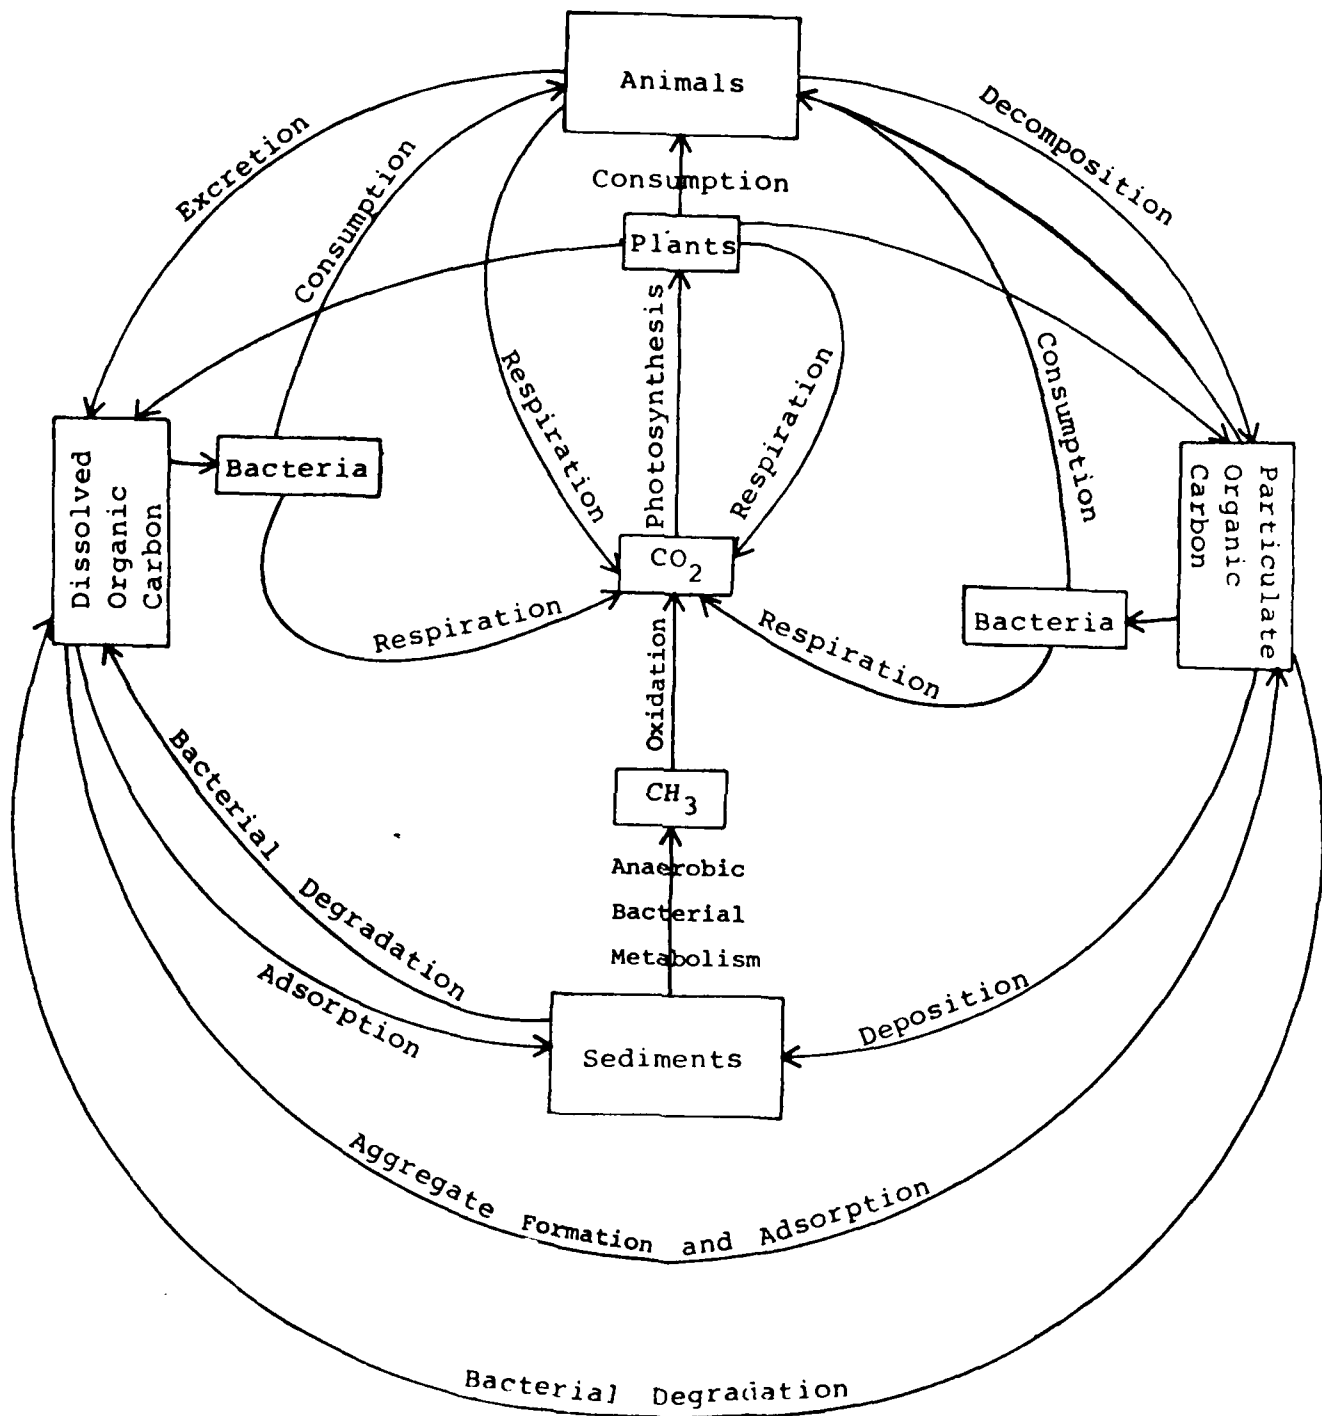 Animals
Decomposition
Excretion
Consumption
Consumption
Plants
Photosynthesis
Respiration
Respiration
Consumption
Dissolved
Organic
Carbon
Bacteria
CO2
Particulate
Organic
Carbon
Bacteria
Respiration
Respiration
Oxidation
CH3
Bacterial Degradation
Anaerobic
Bacterial
Metabolism
Adsorption
Sediments
Deposition
Aggregate Formation and Adsorption
Bacterial Degradation